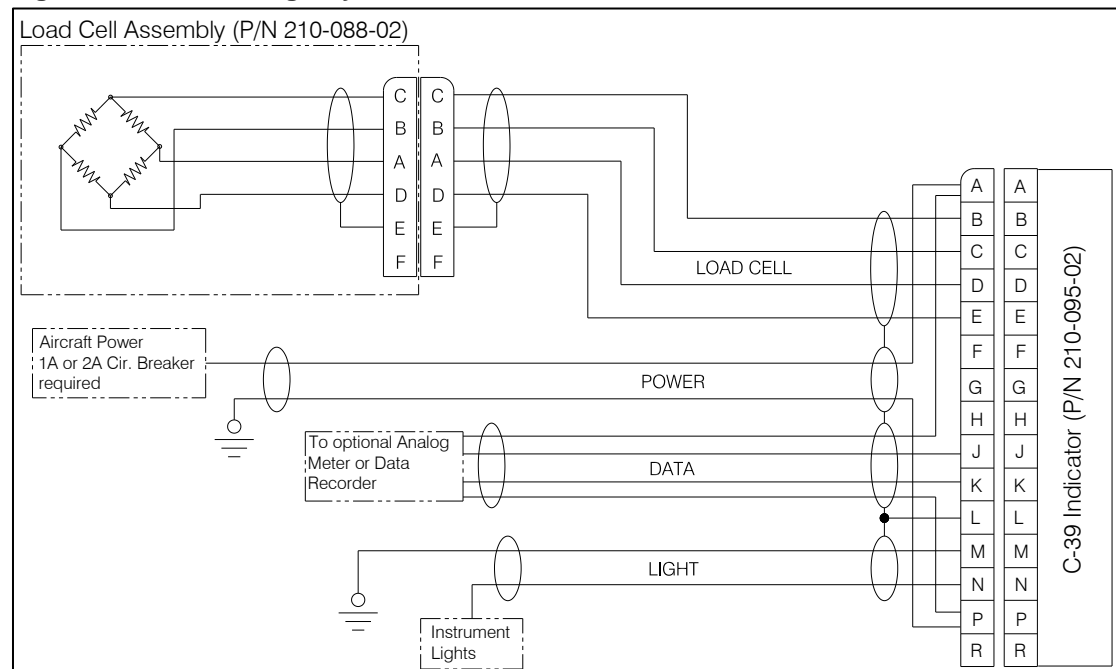 Load Cell Assembly (P/N 210-088-02)
C C
B B
A A
D D
E E
F F
LOAD CELL
Aircraft Power
1A or 2A Cir. Breaker
required
POWER
To optional Analog
Meter or Data
Recorder
DATA
LIGHT
Instrument
Lights
A A
B B
C C
D D
E E
F F
G G
H H
J J
K K
L L
M M
N N
P P
R R
C-39 Indicator (P/N 210-095-02)